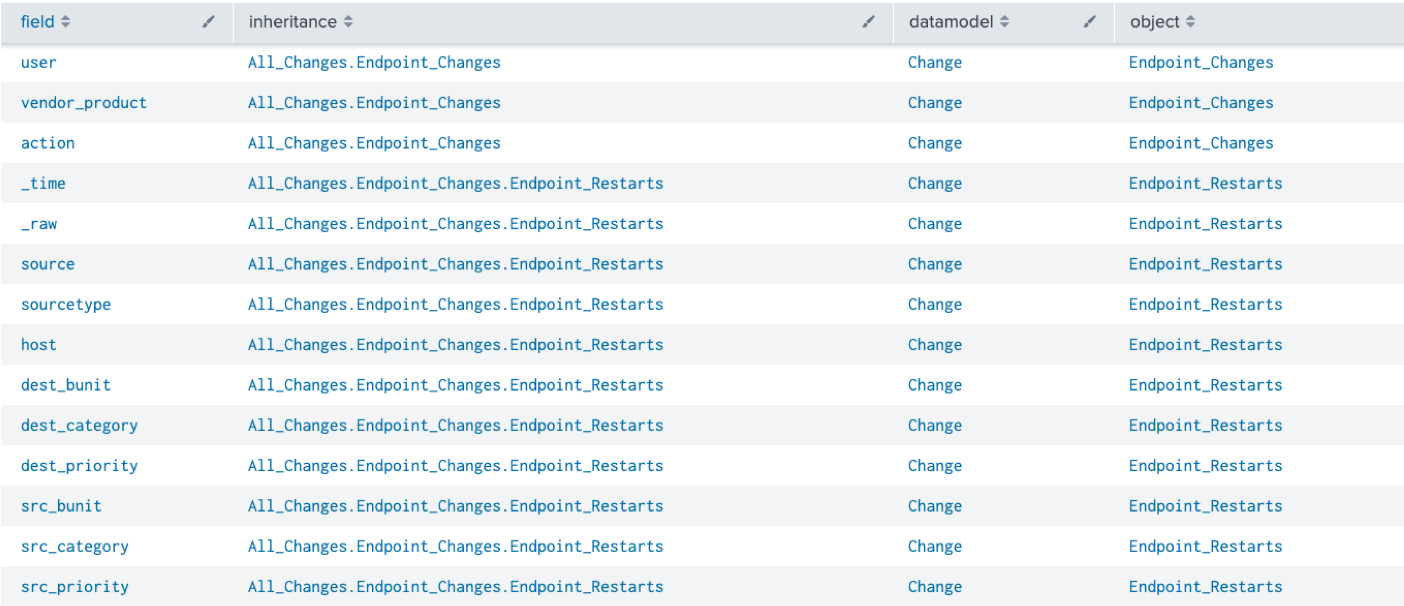 field inheritance datamodel object
user All_Changes.Endpoint_Changes Change Endpoint_Changes
vendor_product All_Changes.Endpoint_Changes Change Endpoint_Changes
action All_Changes.Endpoint_Changes Change Endpoint_Changes
_time All_Changes.Endpoint_Changes.Endpoint_Restarts Change Endpoint_Restarts
_raw All_Changes.Endpoint_Changes.Endpoint_Restarts Change Endpoint_Restarts
source All_Changes.Endpoint_Changes.Endpoint_Restarts Change Endpoint_Restarts
sourcetype All_Changes.Endpoint_Changes.Endpoint_Restarts Change Endpoint_Restarts
host All_Changes.Endpoint_Changes.Endpoint_Restarts Change Endpoint_Restarts
dest_bunit All_Changes.Endpoint_Changes.Endpoint_Restarts Change Endpoint_Restarts
dest_category All_Changes.Endpoint_Changes.Endpoint_Restarts Change Endpoint_Restarts
dest_priority All_Changes.Endpoint_Changes.Endpoint_Restarts Change Endpoint_Restarts
src_bunit All_Changes.Endpoint_Changes.Endpoint_Restarts Change Endpoint_Restarts
src_category All_Changes.Endpoint_Changes.Endpoint_Restarts Change Endpoint_Restarts
src_priority All_Changes.Endpoint_Changes.Endpoint_Restarts Change Endpoint_Restarts